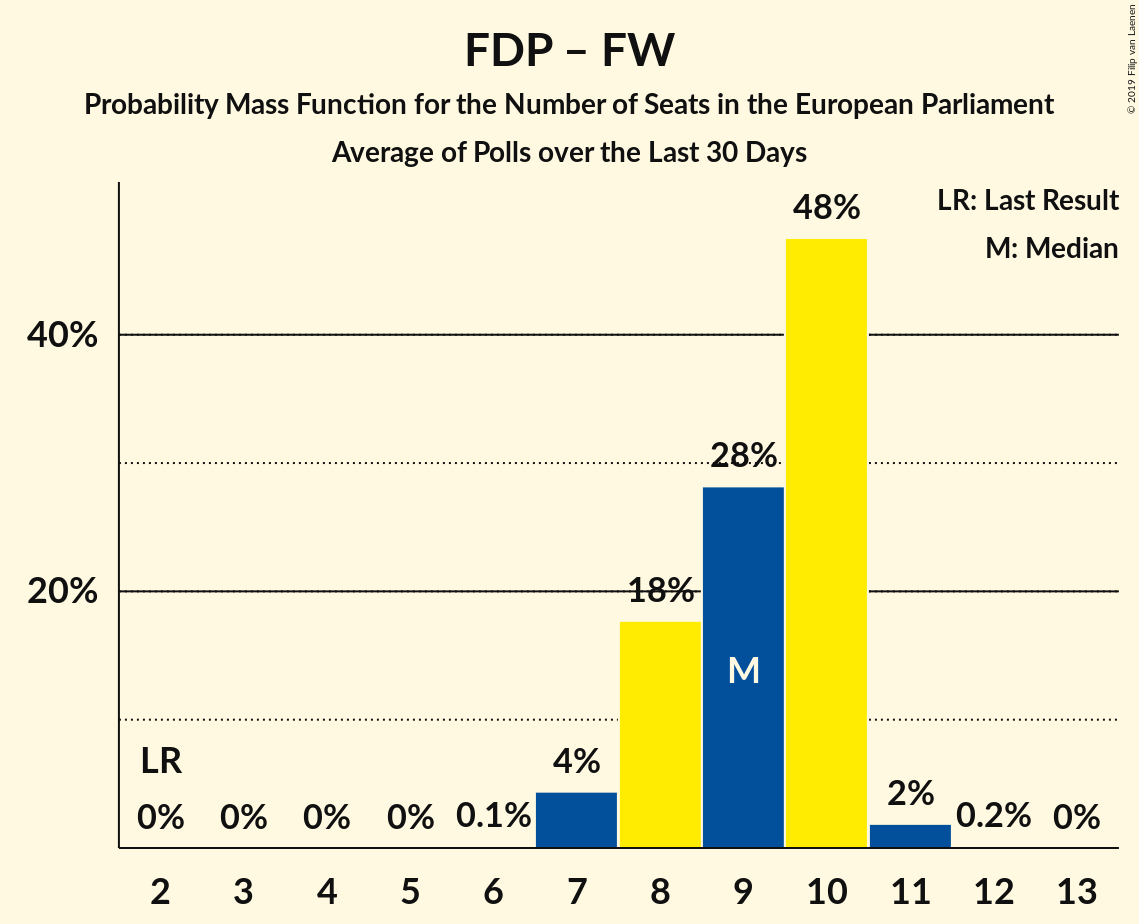 FDP – FW
Probability Mass Function for the Number of Seats in the European Parliament
Average of Polls over the Last 30 Days
© 2019 Filip van Laenen
LR: Last Result
M: Median
48%
40%
28%
20%
18%
M
LR
4%
2%
0% 0% 0% 0% 0.1% 0.2% 0%
2 3 4 5 6 7 8 9 10 11 12 13